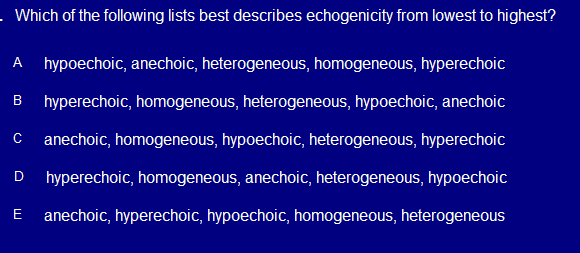 . Which of the following lists best describes echogenicity from lowest to highest?
A hypoechoic, anechoic, heterogeneous, homogeneous, hyperechoic
B hyperechoic, homogeneous, heterogeneous, hypoechoic, anechoic
C anechoic, homogeneous, hypoechoic, heterogeneous, hyperechoic
D hyperechoic, homogeneous, anechoic, heterogeneous, hypoechoic
E anechoic, hyperechoic, hypoechoic, homogeneous, heterogeneous